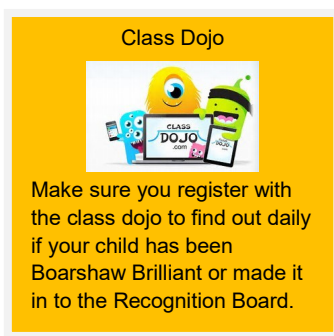 Class Dojo
CLASS
DOJO
.com
Make sure you register with
the class dojo to find out daily
if your child has been
Boarshaw Brilliant or made it
in to the Recognition Board.